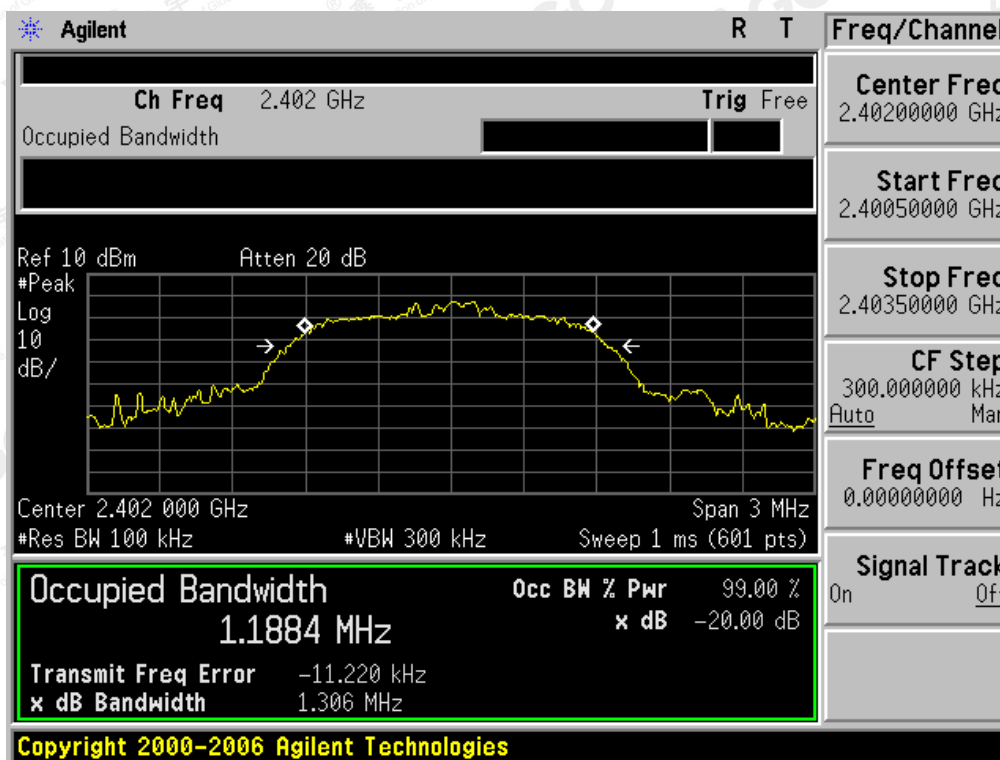 Agilent R T
Ch Freq 2.402 GHz Trig Free
Occupied Bandwidth
Ref 10 dBm Atten 20 dB
#Peak
Log
10
dB/
Center 2.402 000 GHz Span 3 MHz
#Res BW 100 kHz #VBW 300 kHz Sweep 1 ms (601 pts)
Occupied Bandwidth
1.1884 MHz
Occ BW % Pwr 99.00 %
x dB -20.00 dB
Transmit Freq Error -11.220 kHz
x dB Bandwidth 1.306 MHz
Copyright 2000-2006 Agilent Technologies
Freq/Channel
Center Freq
2.40200000 GHz
Start Freq
2.40050000 GHz
Stop Freq
2.40350000 GHz
CF Step
300.000000 kHz
Auto Man
Freq Offset
0.00000000 Hz
Signal Track
On Off